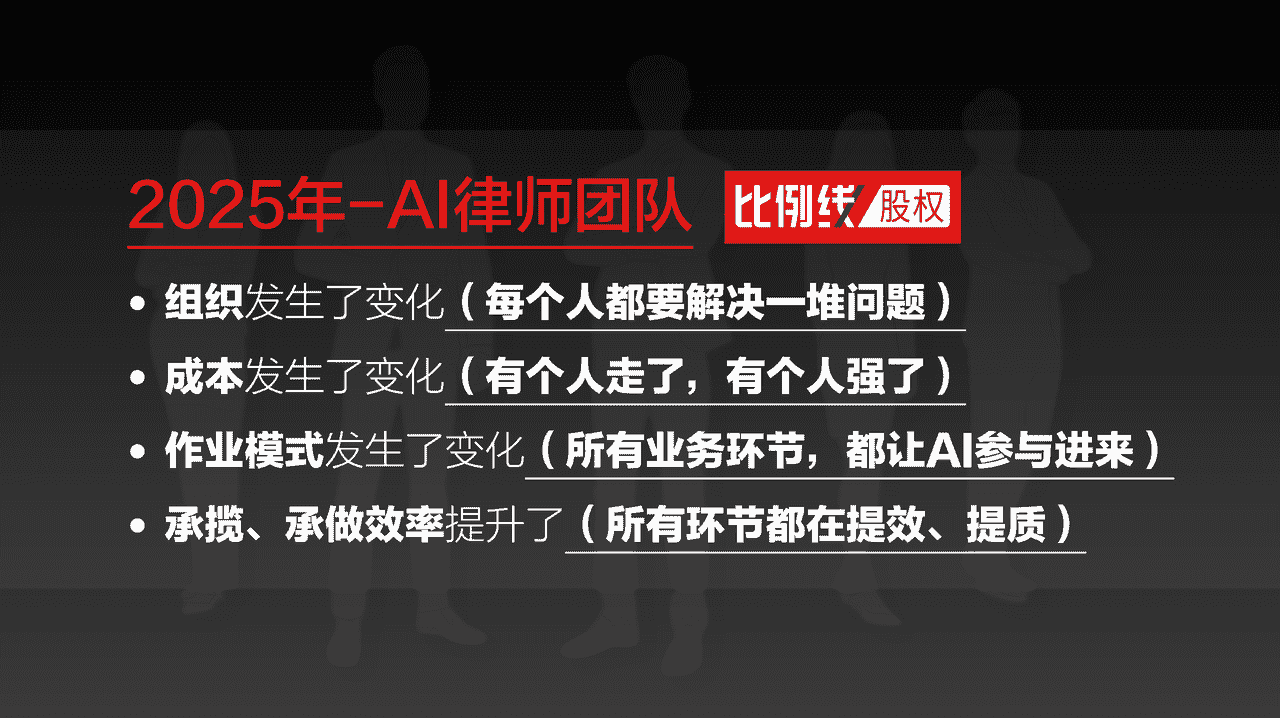 2025年-AI律师团队 比例线 股权
• 组织发生了变化（每个人都要解决一堆问题）
• 成本发生了变化（有个人走了，有个人强了）
• 作业模式发生了变化（所有业务环节，都让AI参与进来）
• 承揽、承做效率提升了（所有环节都在提效、提质）